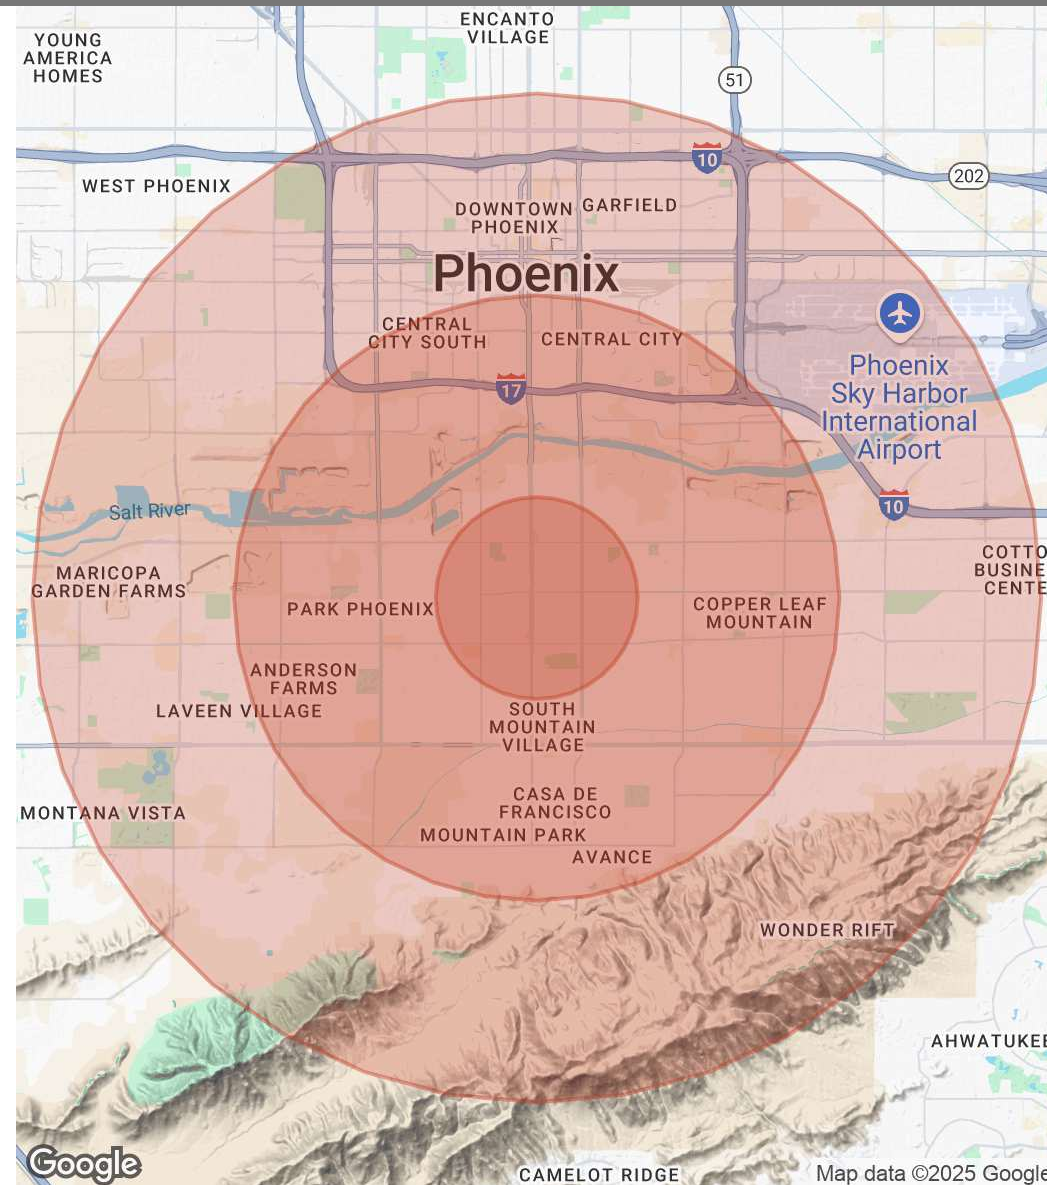 ENCANTO
VILLAGE
YOUNG
AMERICA
HOMES
51
10
202
WEST PHOENIX
DOWNTOWN
PHOENIX
GARFIELD
Phoenix
CENTRAL
CITY SOUTH
CENTRAL CITY
17
Phoenix
Sky Harbor
International
Airport
10
Salt River
MARICOPA
GARDEN FARMS
PARK PHOENIX
COPPER LEAF
MOUNTAIN
COTTO
BUSINE
CENTE
ANDERSON
FARMS
LAVEEN VILLAGE
SOUTH
MOUNTAIN
VILLAGE
MONTANA VISTA
CASA DE
FRANCISCO
MOUNTAIN PARK
AVANCE
WONDER RIFT
AHWATUKEE
Google
CAMELOT RIDGE
Map data ©2025 Google